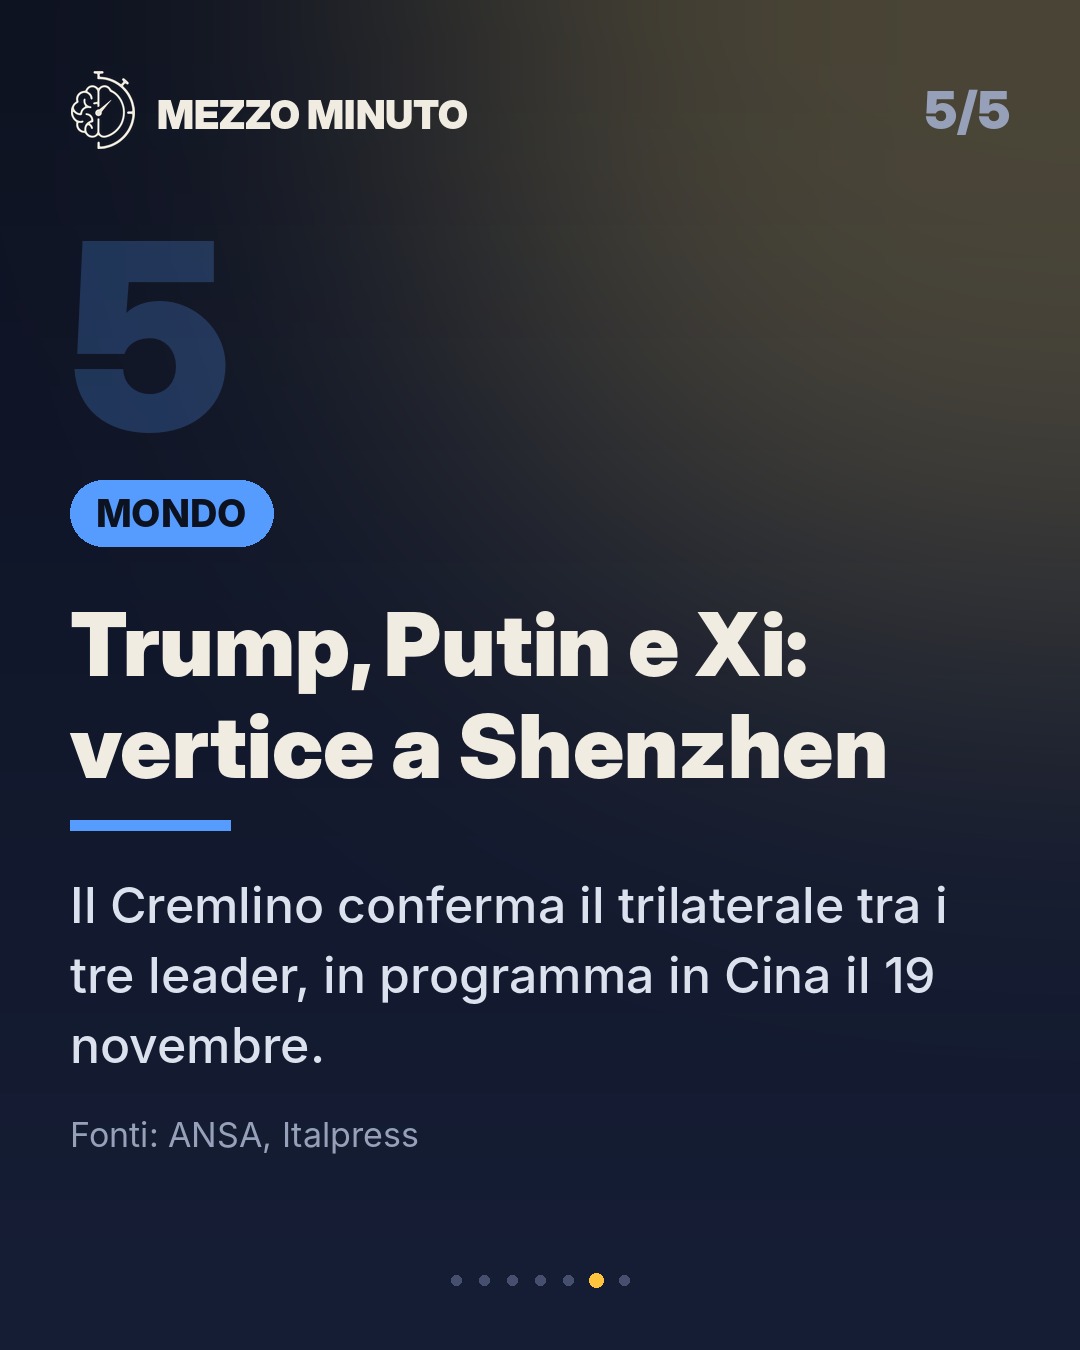 MEZZO MINUTO
5/5
5
MONDO
Trump, Putin e Xi:
vertice a Shenzhen
Il Cremlino conferma il trilaterale tra i
tre leader, in programma in Cina il 19
novembre.
Fonti: ANSA, Italpress